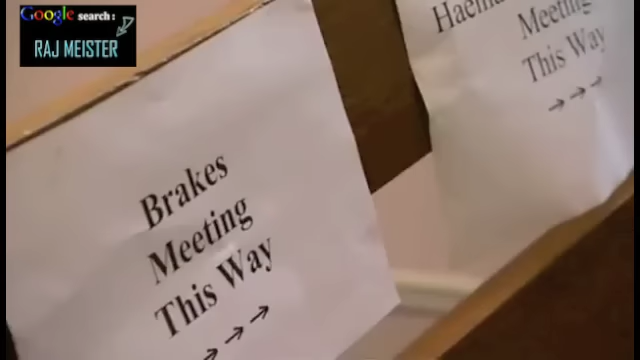 Google search :
RAJ MEISTER
Brakes
Meeting
This Way
→ → →
Meeting
This Way
→ → →